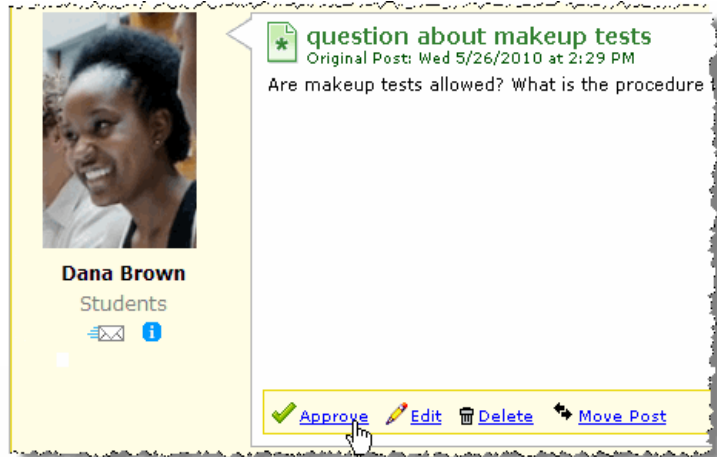 question about makeup tests
Original Post: Wed 5/26/2010 at 2:29 PM
Are makeup tests allowed? What is the procedure
Dana Brown
Students
Approve Edit Delete Move Post